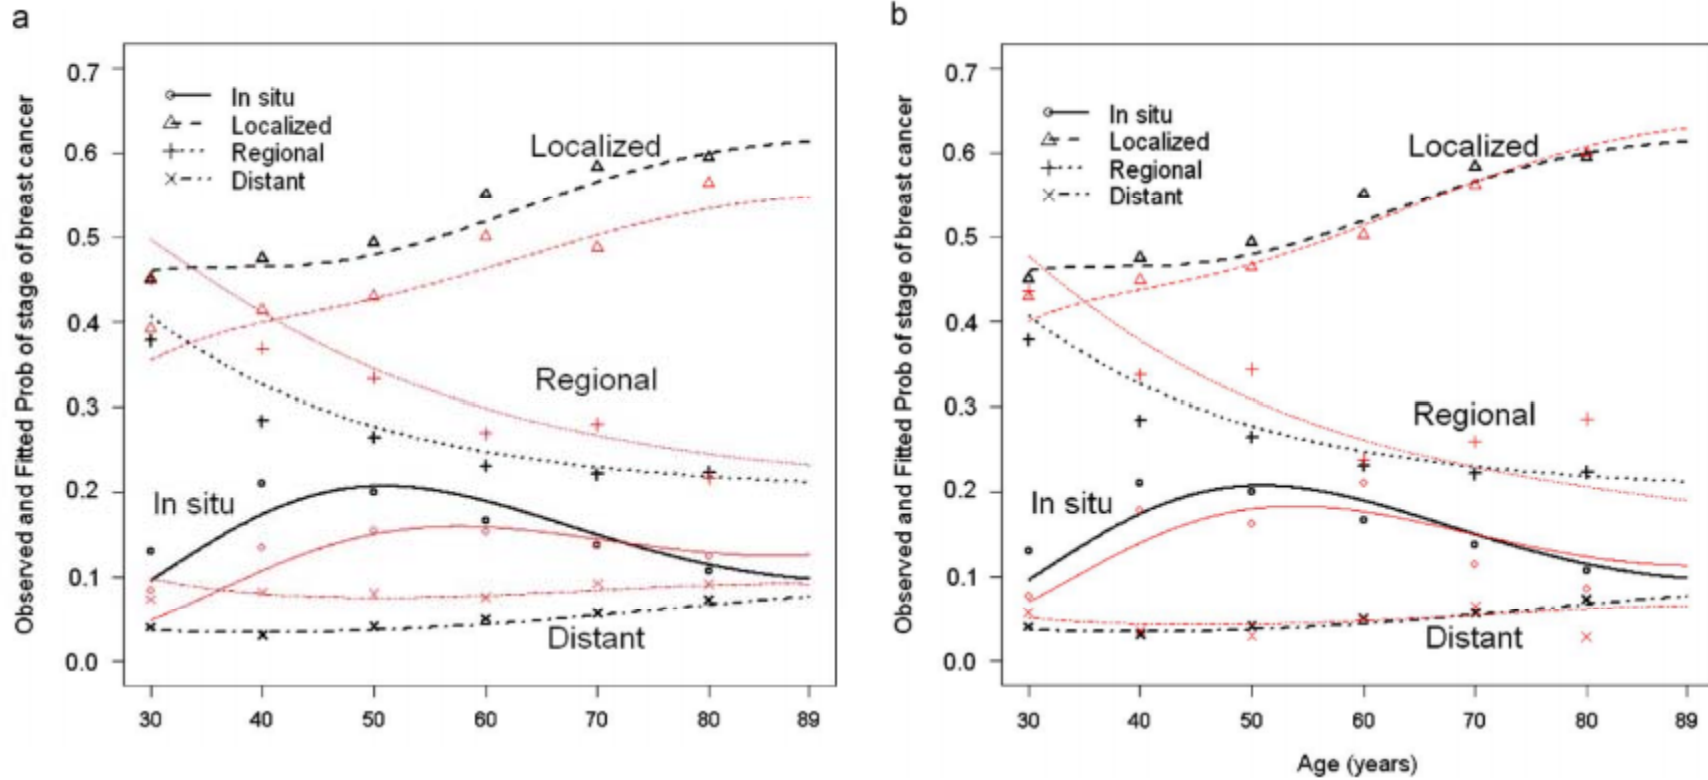 a
Observed and Fitted Prob of stage of breast cancer
0.7
0.6
0.5
0.4
0.3
0.2
0.1
0.0
In situ
Localized
Regional
Distant
Localized
Regional
In situ
Distant
30 40 50 60 70 80 89
b
Observed and Fitted Prob of stage of breast cancer
0.7
0.6
0.5
0.4
0.3
0.2
0.1
0.0
In situ
Localized
Regional
Distant
Localized
Regional
In situ
Distant
30 40 50 60 70 80 89
Age (years)